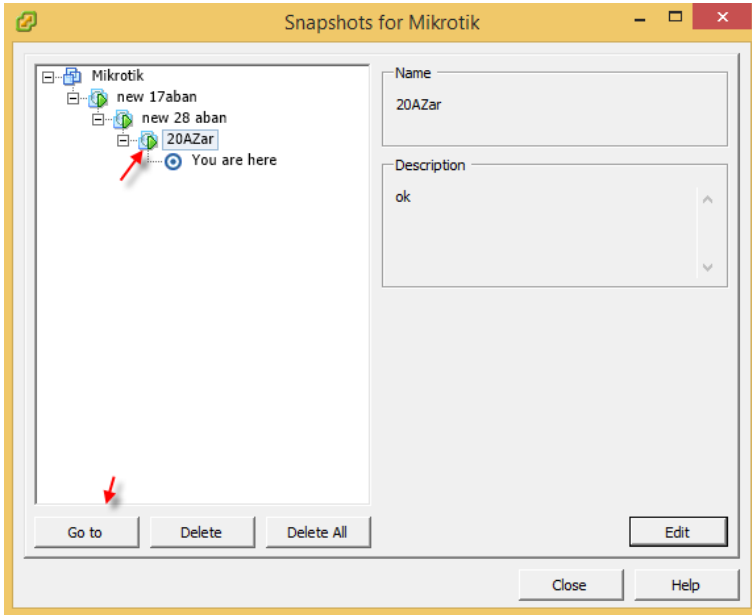 Snapshots for Mikrotik
Mikrotik
new 17aban
new 28 aban
20AZar
You are here
Name
20AZar
Description
ok
Go to
Delete
Delete All
Edit
Close
Help